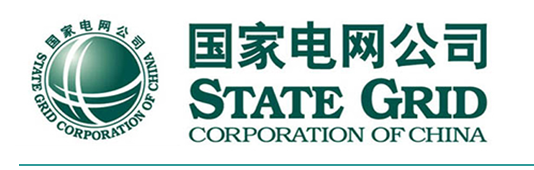 国家电网公司
STATE GRID CORPORATION OF CHINA
国家电网公司
STATE GRID
CORPORATION OF CHINA